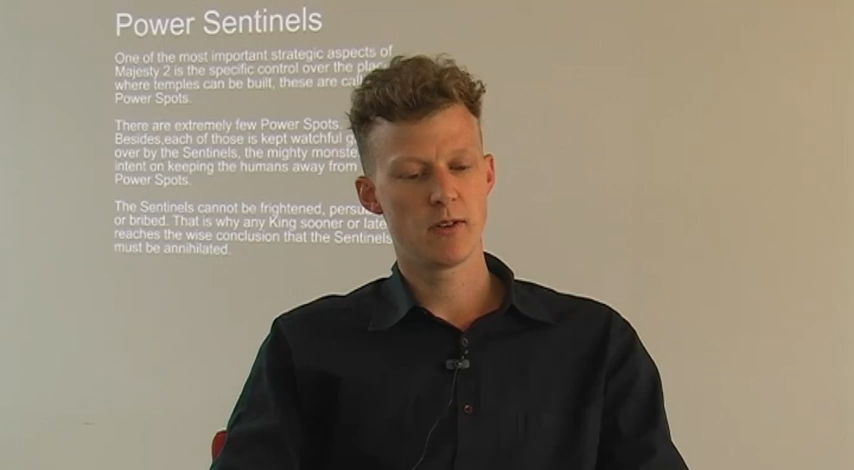 Power Sentinels
One of the most important strategic aspects of
Majesty 2 is the specific control over the
where temples can be built, these are
Power Spots.
There are extremely few Power Spots.
Besides,each of those is kept watchful
over by the Sentinels, the mighty
intent on keeping the humans away from
Power Spots.
The Sentinels cannot be frightened,
or bribed. That is why any King sooner or
reaches the wise conclusion that the Sentinels
must be annihilated.